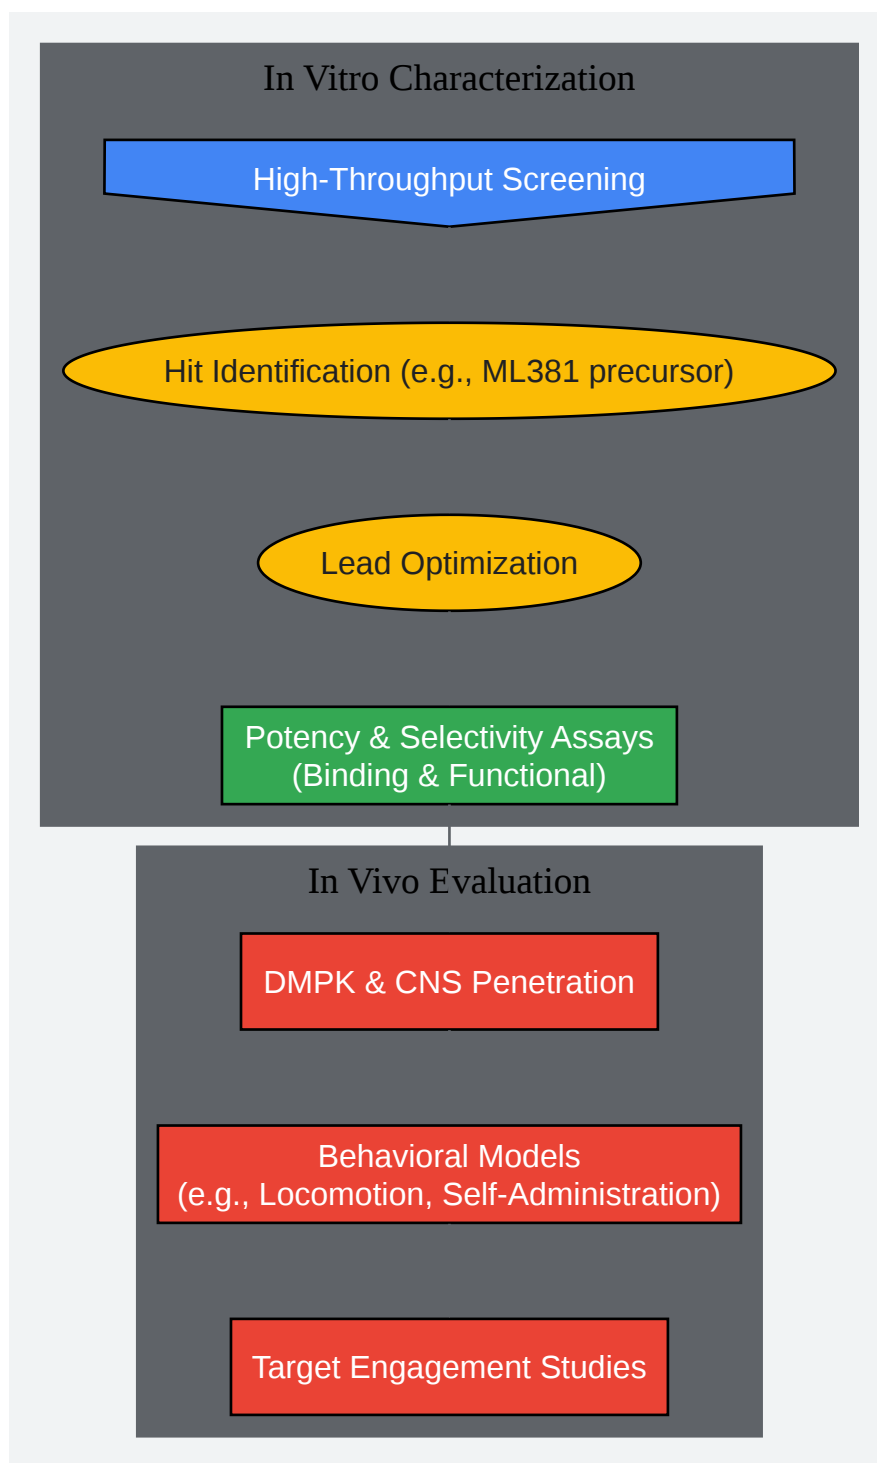 In Vitro Characterization
High-Throughput Screening
Hit Identification (e.g., ML381 precursor)
Lead Optimization
Potency & Selectivity Assays
(Binding & Functional)
In Vivo Evaluation
DMPK & CNS Penetration
Behavioral Models
(e.g., Locomotion, Self-Administration)
Target Engagement Studies